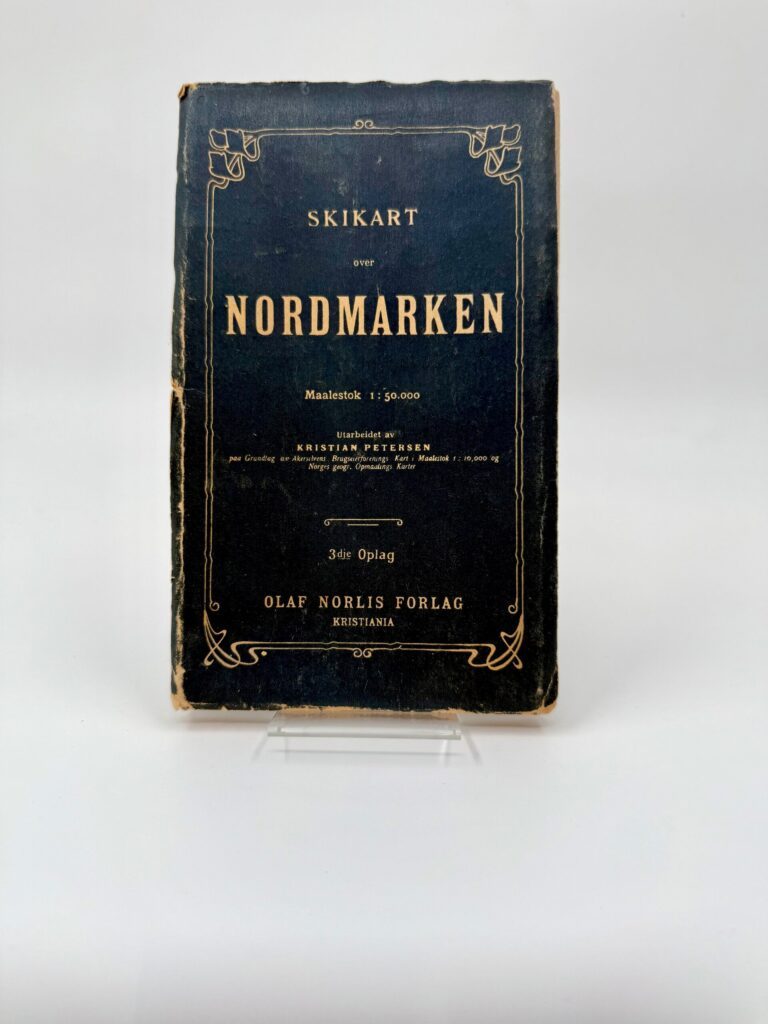 SKIKART
over
NORDMARKEN
Maalestok 1 : 50.000
Utarbeidet av
KRISTIAN PETERSEN
paa Grundlag av Akerselvens Brugseierforenings Kart i Maalestok 1 : 10,000 og
Norges geogr. Opmaalings Karter
3dje Oplag
OLAF NORLIS FORLAG
KRISTIANIA